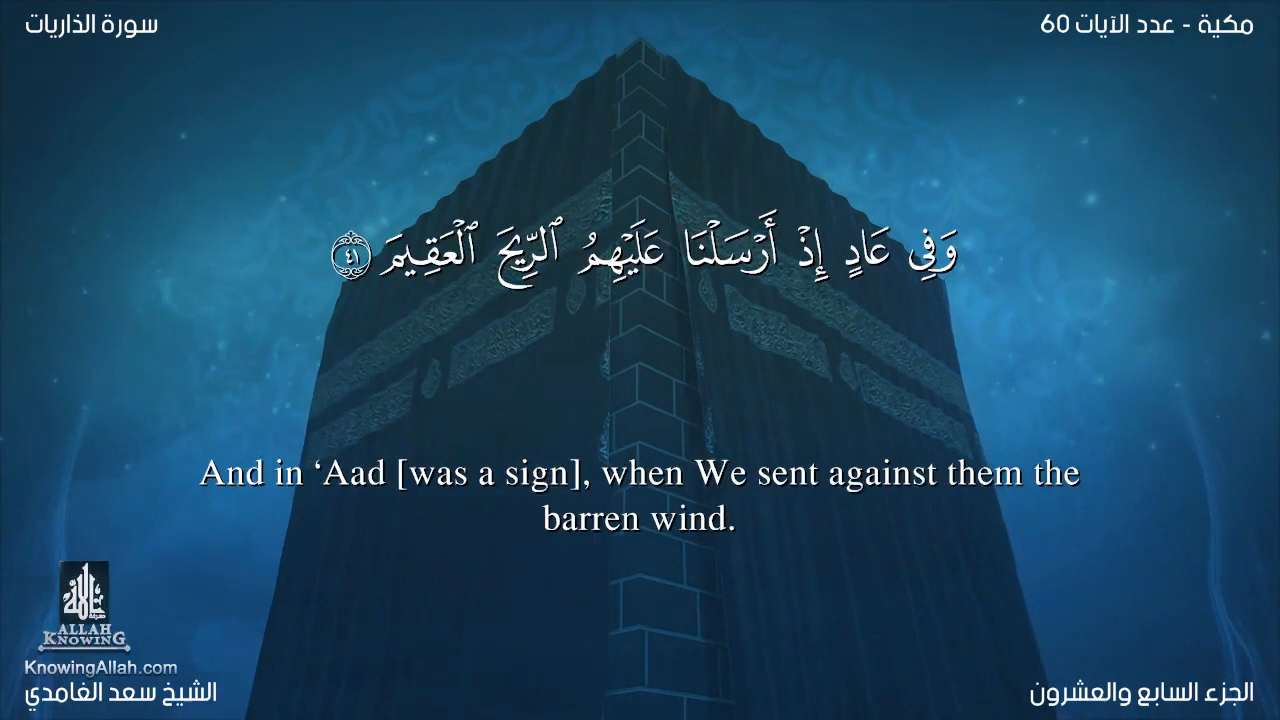 سورة الذاريات
مكية - عدد الآيات 60
وَفِي عَادٍ إِذْ أَرْسَلْنَا عَلَيْهِمُ ٱلرِّيحَ ٱلْعَقِيمَ ٤١
And in ‘Aad [was a sign], when We sent against them the
barren wind.
ALLAH
KNOWING
KnowingAllah.com
الشيخ سعد الغامدي
الجزء السابع والعشرون